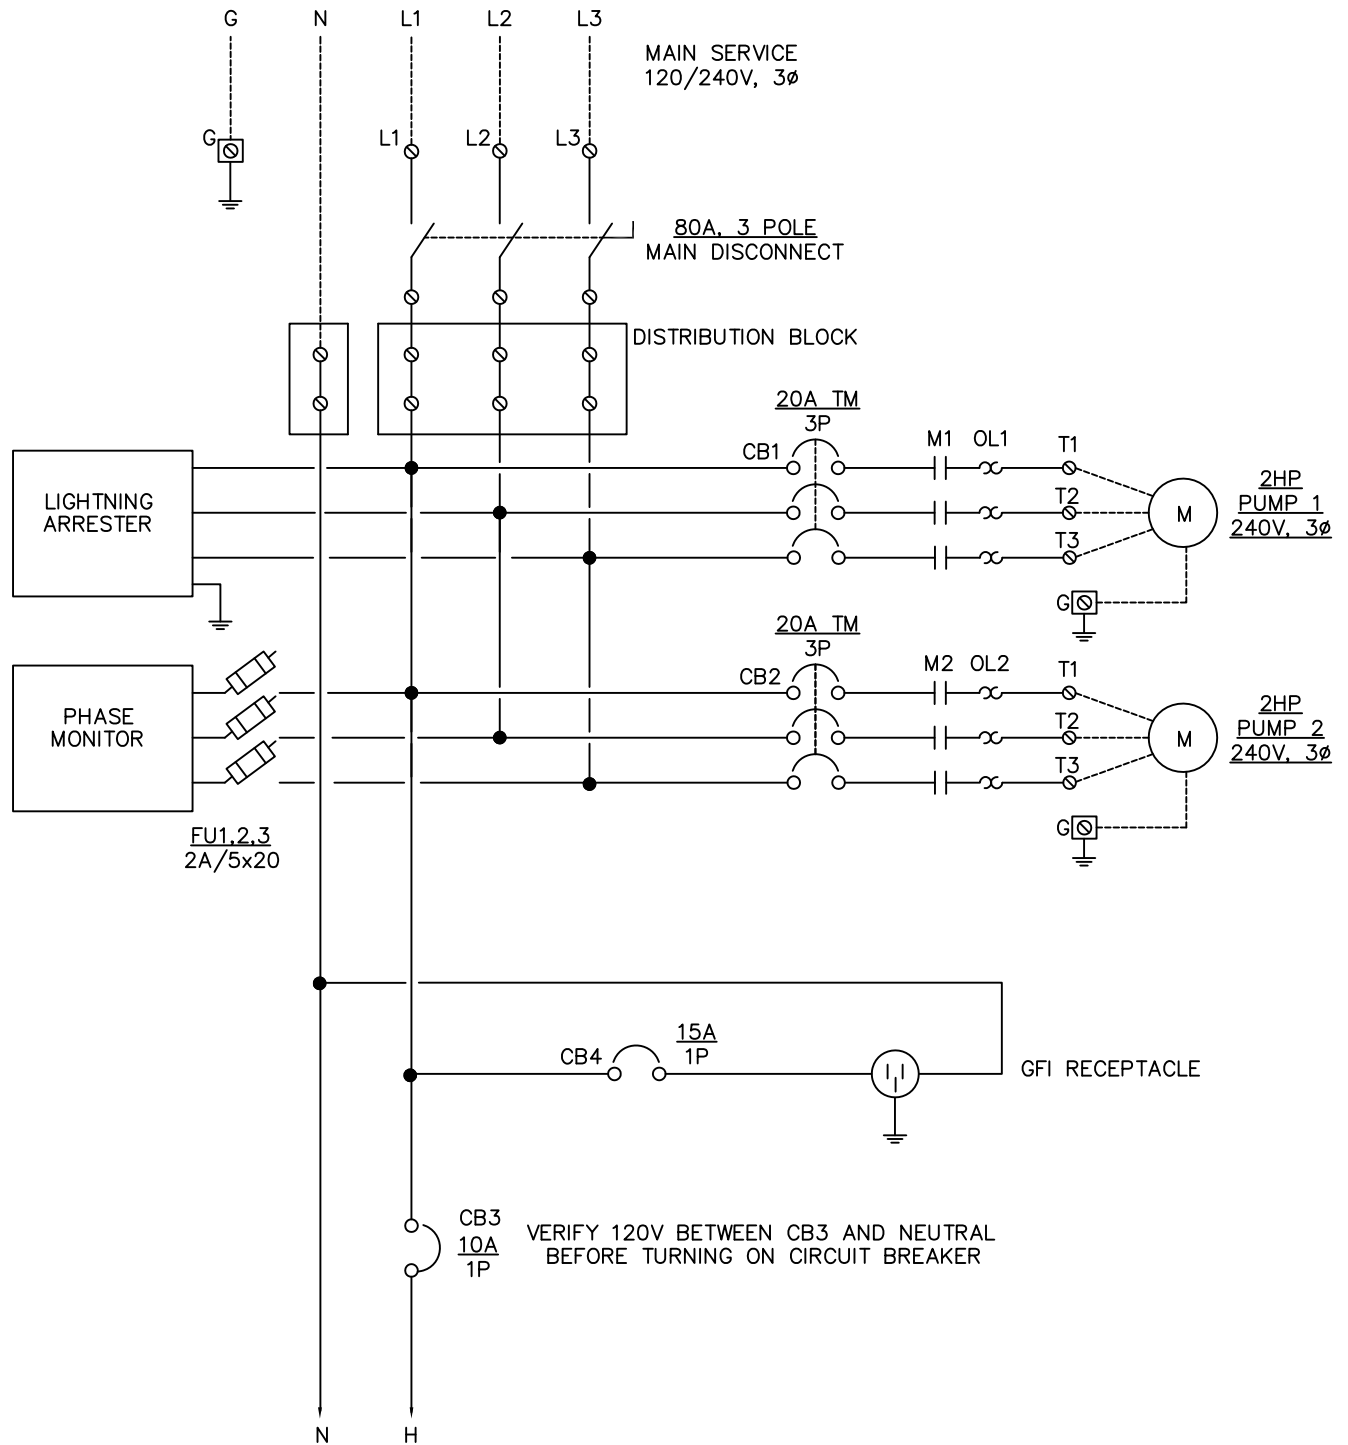 G N L1 L2 L3
MAIN SERVICE
120/240V, 3ø
G L1 L2 L3
80A, 3 POLE
MAIN DISCONNECT
DISTRIBUTION BLOCK
20A TM
3P
CB1 M1 OL1 T1
LIGHTNING
ARRESTER
T2
T3
M
2HP
PUMP 1
240V, 3ø
G
20A TM
3P
CB2 M2 OL2 T1
PHASE
MONITOR
T2
T3
M
2HP
PUMP 2
240V, 3ø
G
FU1,2,3
2A/5x20
CB4
15A
1P
GFI RECEPTACLE
CB3
10A
1P
VERIFY 120V BETWEEN CB3 AND NEUTRAL
BEFORE TURNING ON CIRCUIT BREAKER
N H